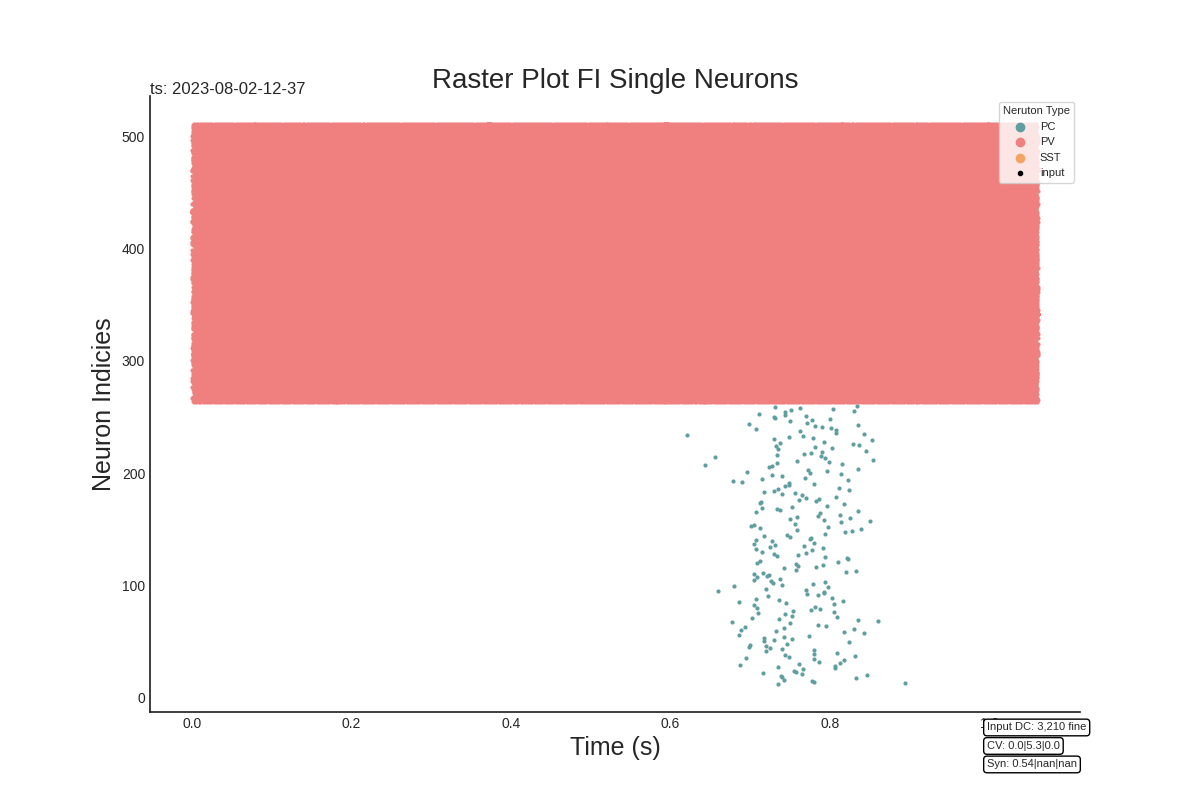 Raster Plot FI Single Neurons
ts: 2023-08-02-12-37
Neruton Type
PC
PV
SST
input
500
400
300
200
100
0
Neuron Indicies
0.0 0.2 0.4 0.6 0.8
Time (s)
Input DC: 3,210 fine
CV: 0.0|5.3|0.0
Syn: 0.54|nan|nan